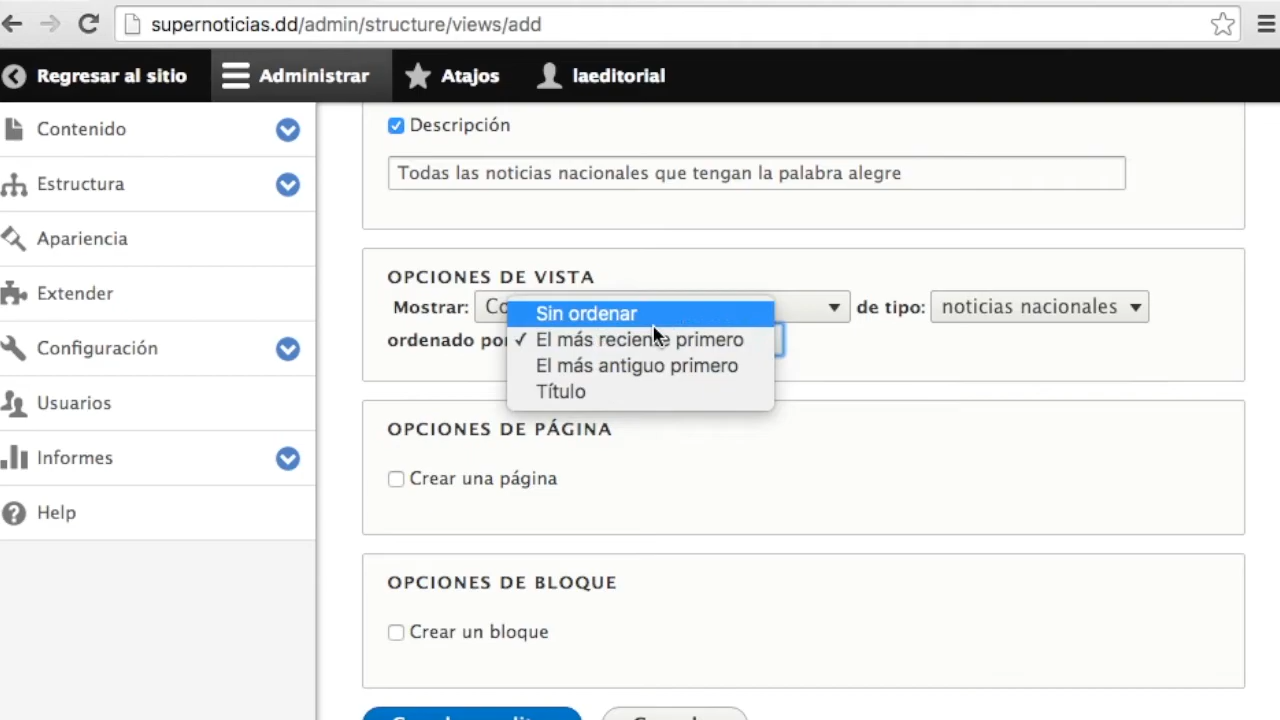 supernoticias.dd/admin/structure/views/add
Regresar al sitio Administrar Atajos laeditorial
Contenido
Estructura
Apariencia
Extender
Configuración
Usuarios
Informes
Help
Descripción
Todas las noticias nacionales que tengan la palabra alegre
OPCIONES DE VISTA
Mostrar: de tipo: noticias nacionales
ordenado por
Sin ordenar
✓ El más reciente primero
El más antiguo primero
Título
OPCIONES DE PÁGINA
Crear una página
OPCIONES DE BLOQUE
Crear un bloque